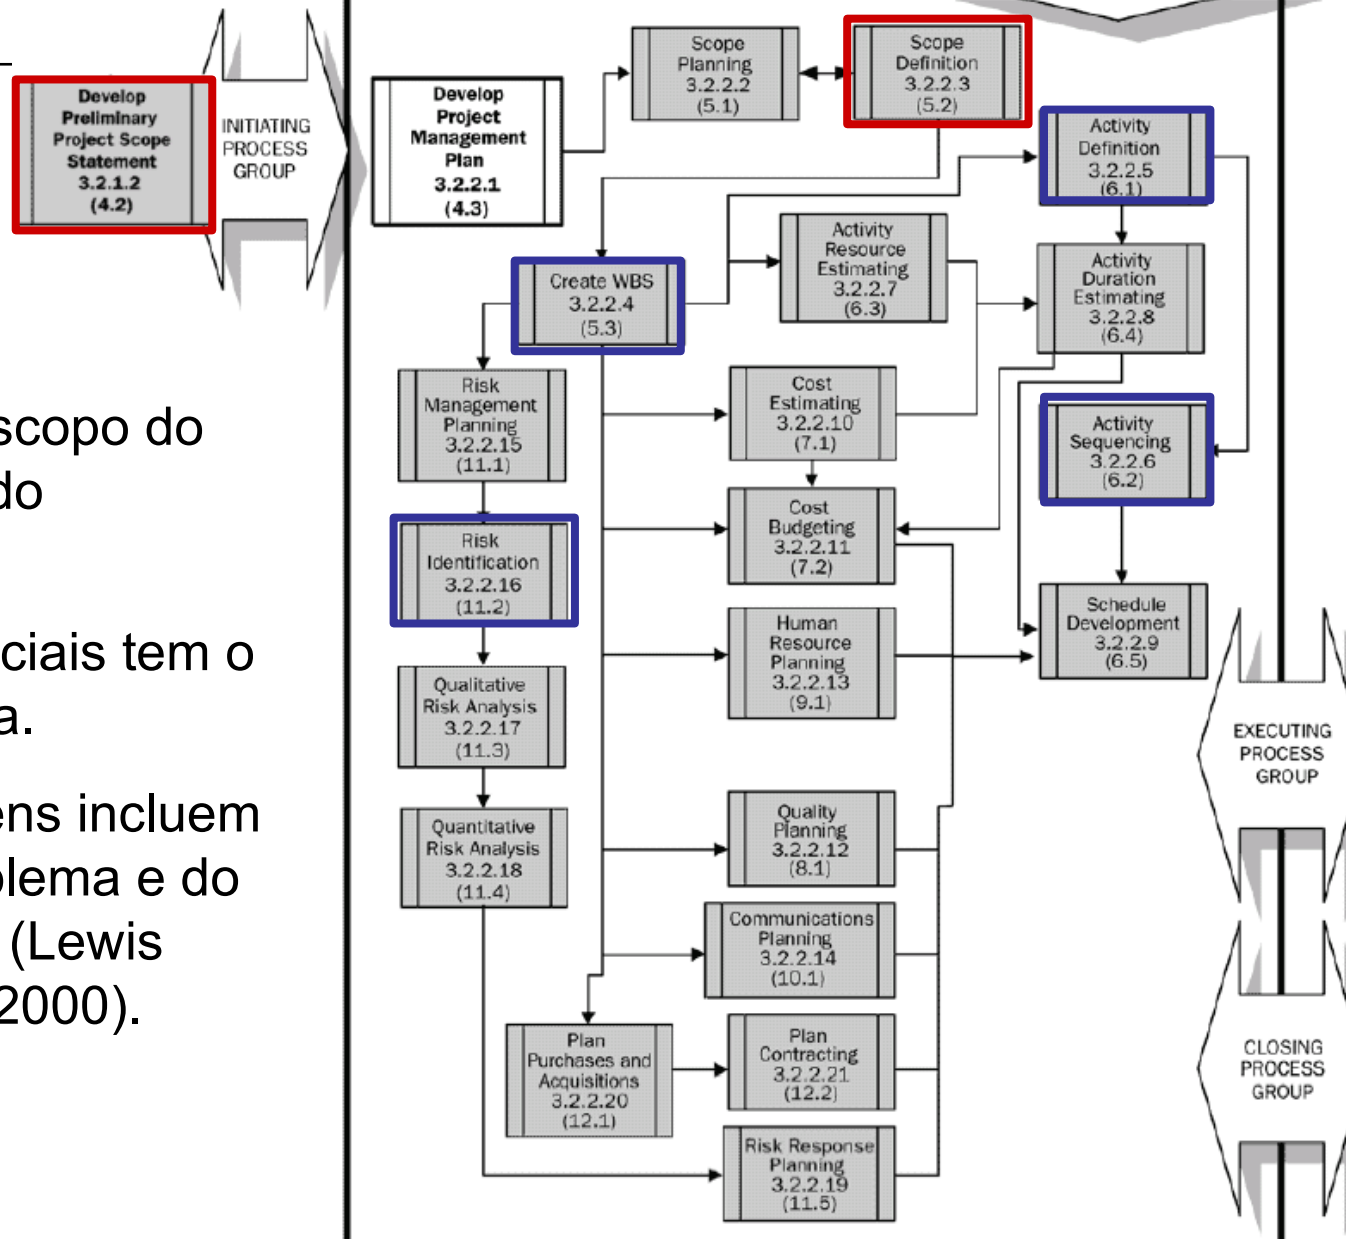 Develop
Preliminary
Project Scope
Statement
3.2.1.2
(4.2)
INITIATING
PROCESS
GROUP
Develop
Project
Management
Plan
3.2.2.1
(4.3)
Scope
Planning
3.2.2.2
(5.1)
Scope
Definition
3.2.2.3
(5.2)
Activity
Definition
3.2.2.5
(6.1)
Activity
Resource
Estimating
3.2.2.7
(6.3)
Activity
Duration
Estimating
3.2.2.8
(6.4)
Create WBS
3.2.2.4
(5.3)
Risk
Management
Planning
3.2.2.15
(11.1)
Cost
Estimating
3.2.2.10
(7.1)
Activity
Sequencing
3.2.2.6
(6.2)
scopo do
do
Risk
Identification
3.2.2.16
(11.2)
Cost
Budgeting
3.2.2.11
(7.2)
Schedule
Development
3.2.2.9
(6.5)
Human
Resource
Planning
3.2.2.13
(9.1)
ciais tem o
a.
Qualitative
Risk Analysis
3.2.2.17
(11.3)
EXECUTING
PROCESS
GROUP
ens incluem
olema e do
(Lewis
2000).
Quantitative
Risk Analysis
3.2.2.18
(11.4)
Quality
Planning
3.2.2.12
(8.1)
Communications
Planning
3.2.2.14
(10.1)
Plan
Purchases and
Acquisitions
3.2.2.20
(12.1)
Plan
Contracting
3.2.2.21
(12.2)
CLOSING
PROCESS
GROUP
Risk Response
Planning
3.2.2.19
(11.5)